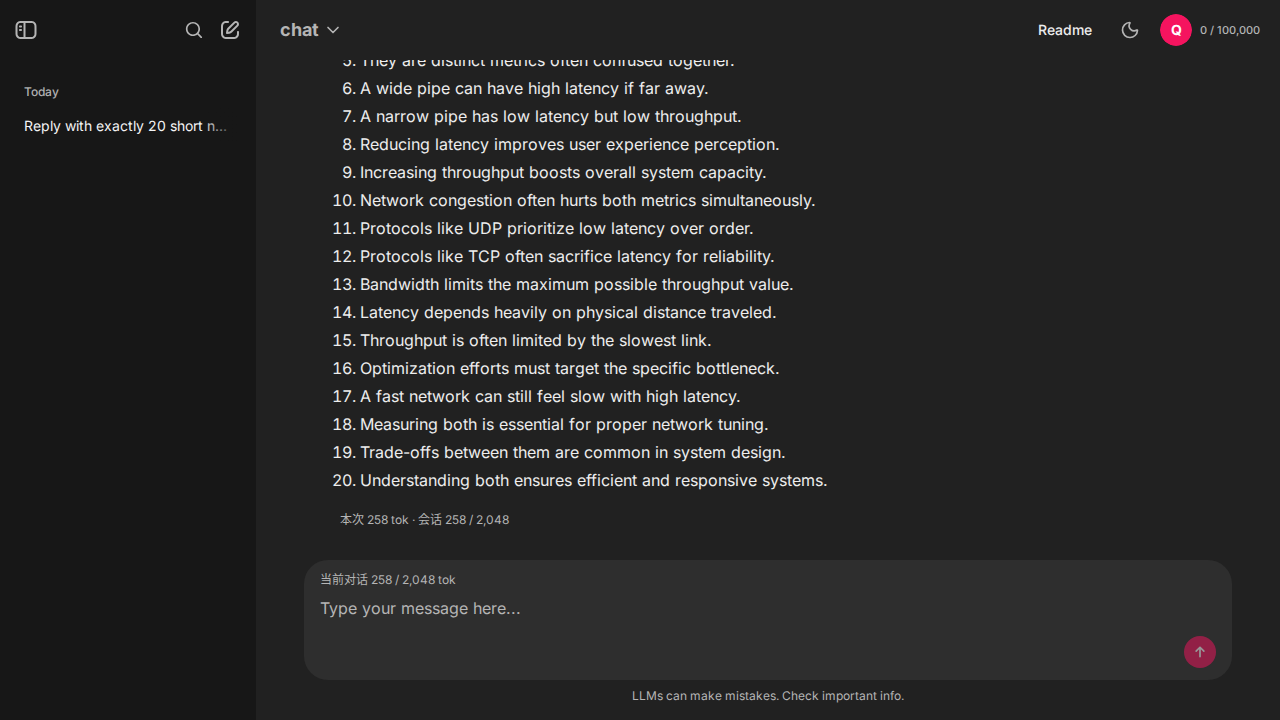 chat
Readme
Q
0 / 100,000
Today
Reply with exactly 20 short n...
5. They are distinct metrics often confused together.
6. A wide pipe can have high latency if far away.
7. A narrow pipe has low latency but low throughput.
8. Reducing latency improves user experience perception.
9. Increasing throughput boosts overall system capacity.
10. Network congestion often hurts both metrics simultaneously.
11. Protocols like UDP prioritize low latency over order.
12. Protocols like TCP often sacrifice latency for reliability.
13. Bandwidth limits the maximum possible throughput value.
14. Latency depends heavily on physical distance traveled.
15. Throughput is often limited by the slowest link.
16. Optimization efforts must target the specific bottleneck.
17. A fast network can still feel slow with high latency.
18. Measuring both is essential for proper network tuning.
19. Trade-offs between them are common in system design.
20. Understanding both ensures efficient and responsive systems.
本次 258 tok · 会话 258 / 2,048
当前对话 258 / 2,048 tok
Type your message here...
LLMs can make mistakes. Check important info.